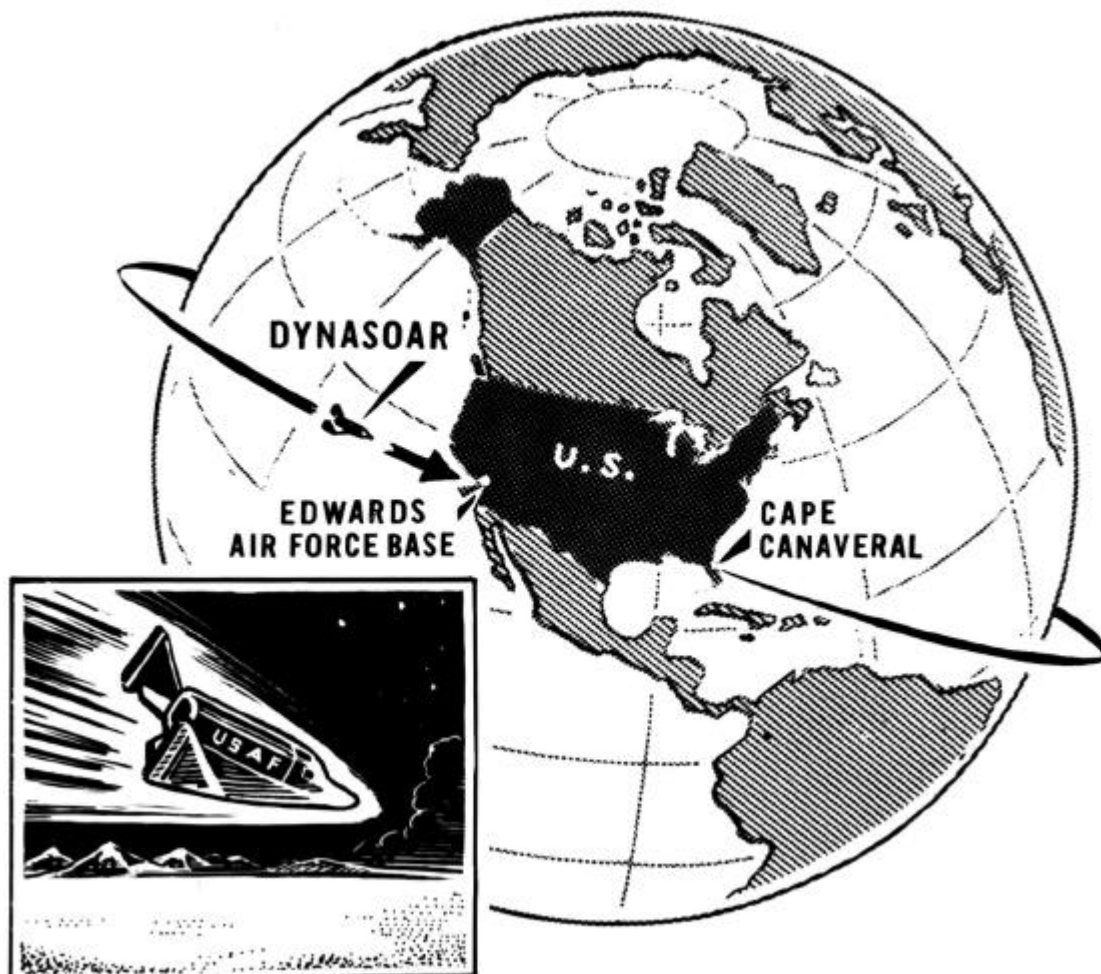 DYNASOAR
U.S.
EDWARDS
AIR FORCE BASE
CAPE
CANAVERAL
USAF